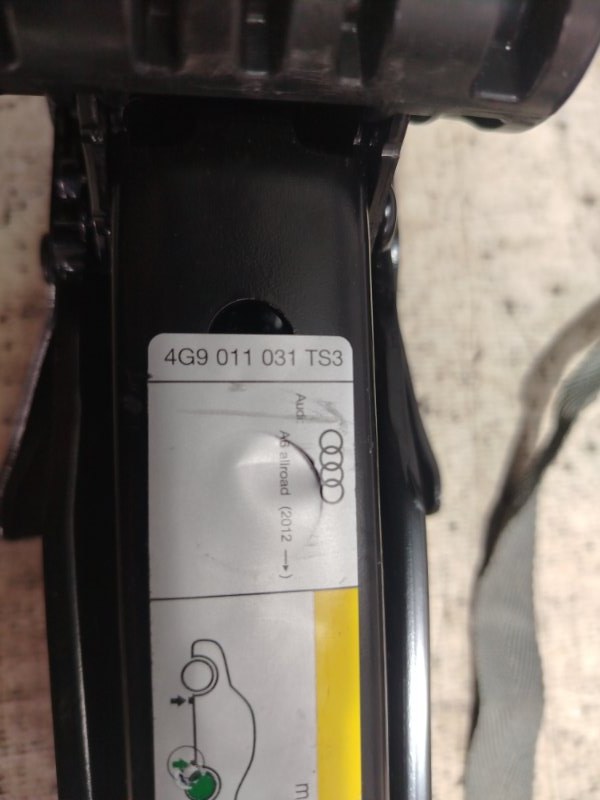 4G9 011 031 TS3
Audi
A6 allroad (2012 → )
m